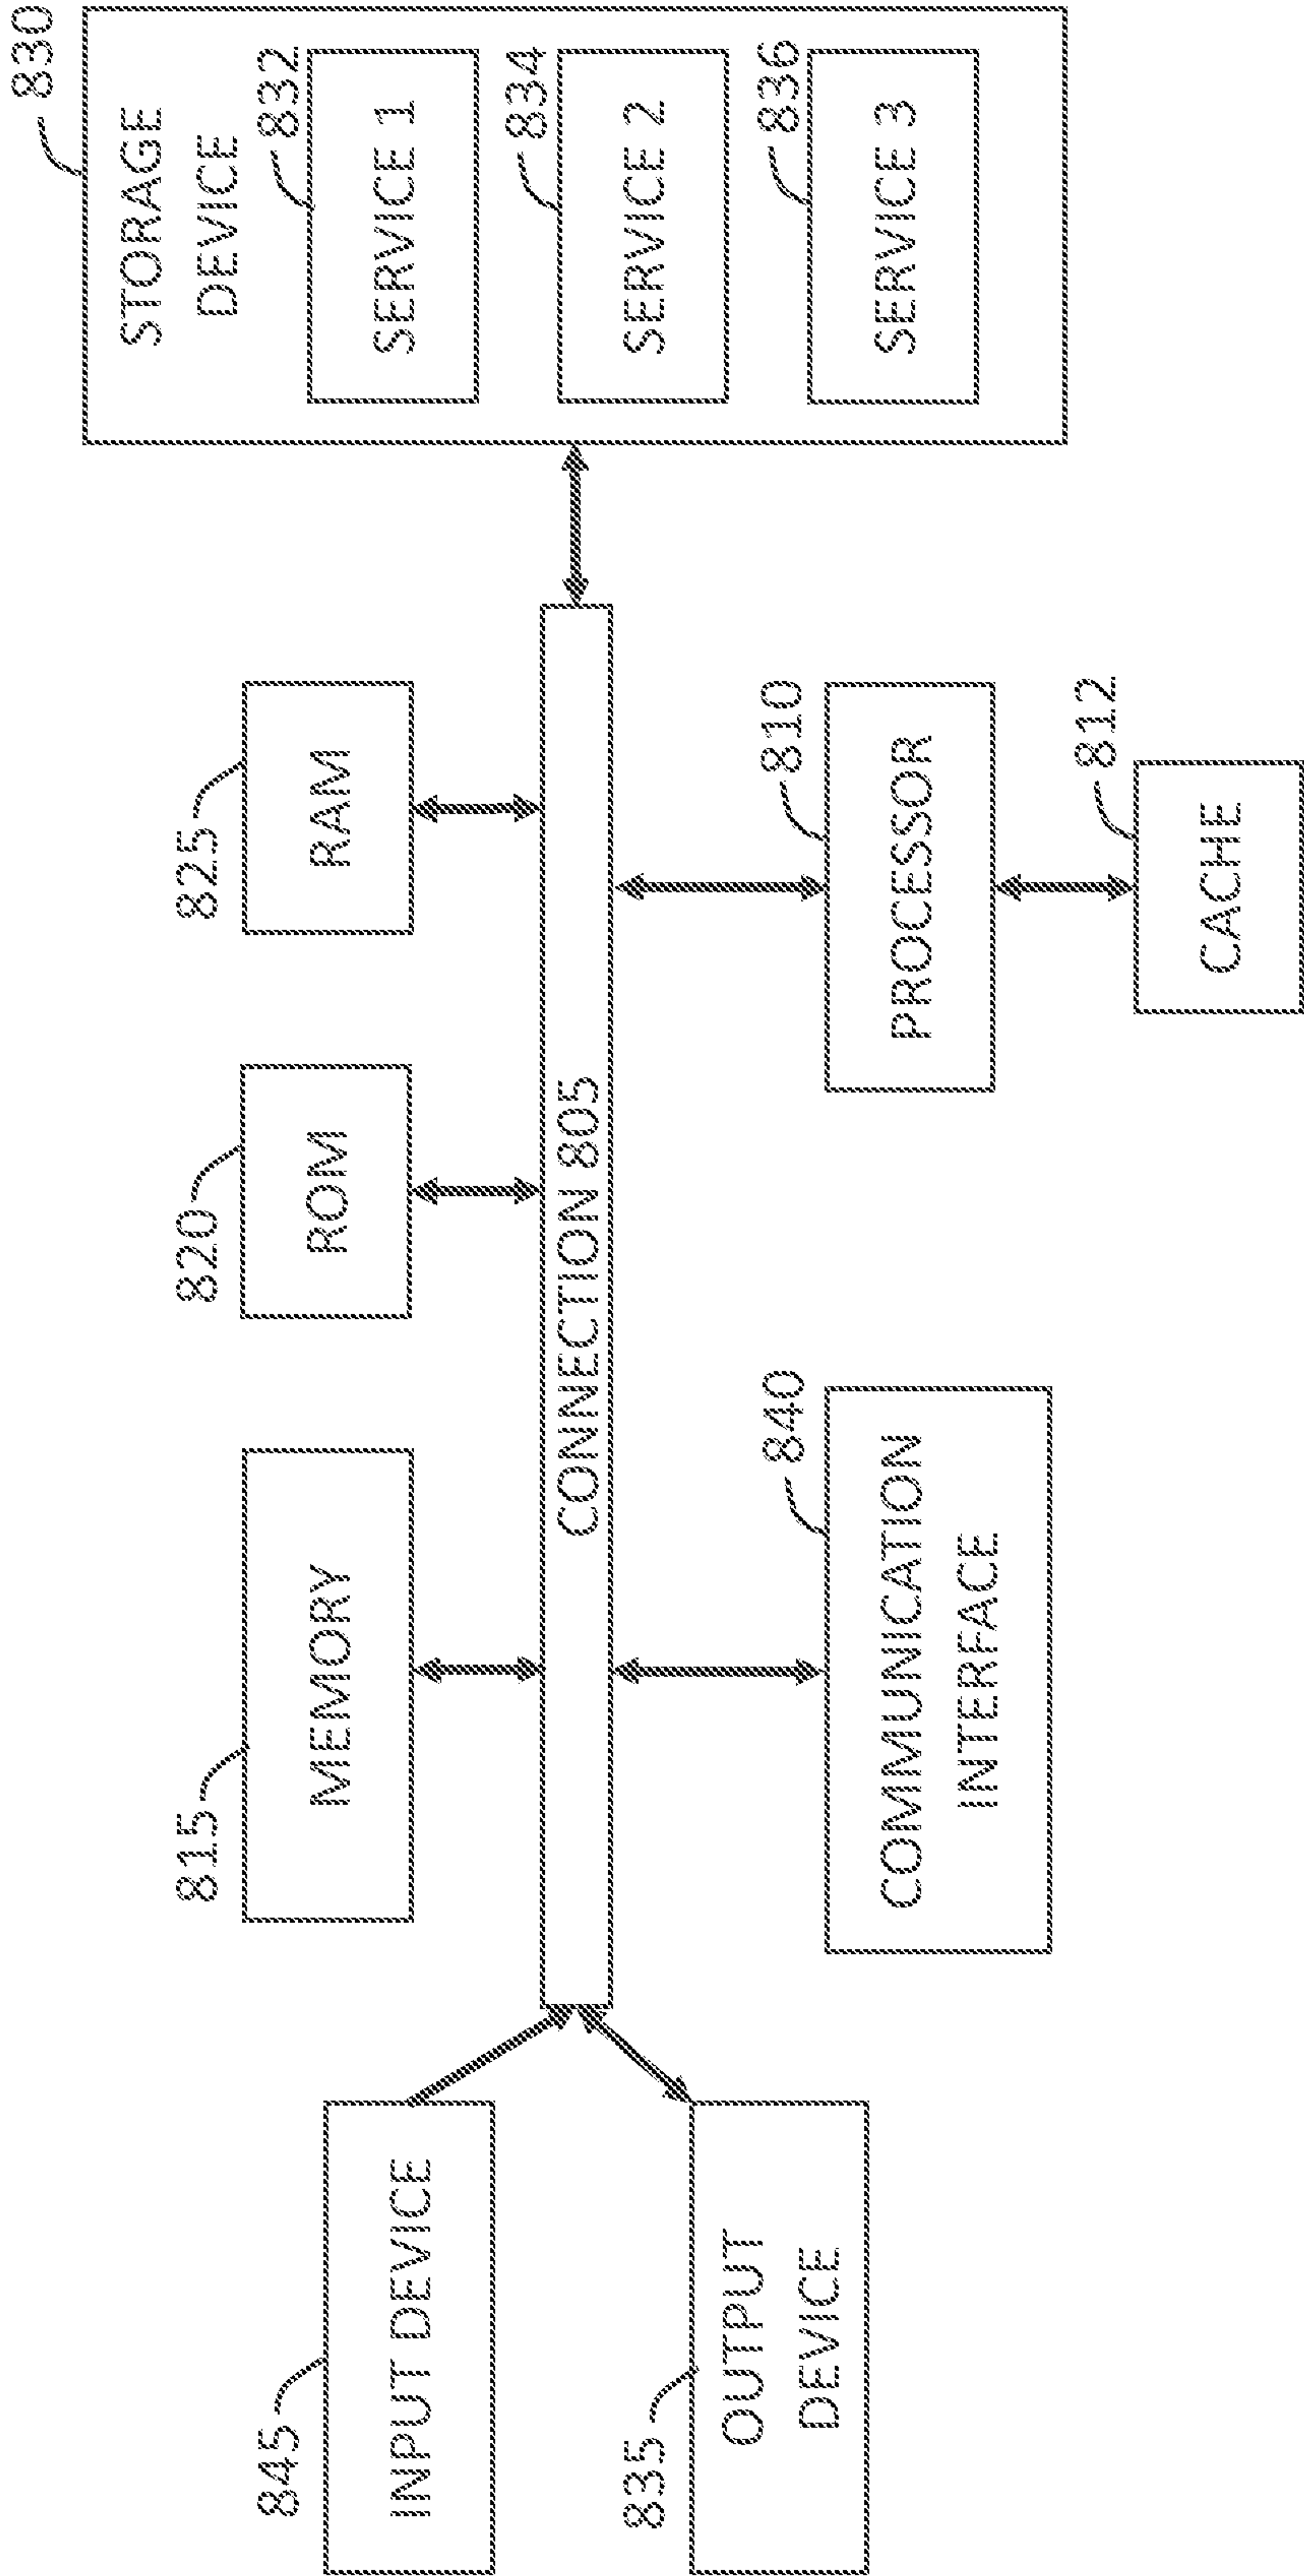 830
STORAGE
DEVICE
832
SERVICE 1
834
SERVICE 2
836
SERVICE 3
825
RAM
820
ROM
815
MEMORY
CONNECTION 805
845
INPUT DEVICE
835
OUTPUT
DEVICE
840
COMMUNICATION
INTERFACE
810
PROCESSOR
812
CACHE